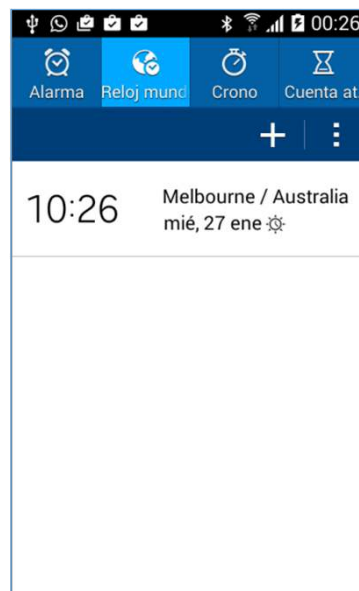 00:26
Alarma
Reloj mund
Crono
Cuenta at
10:26
Melbourne / Australia
mié, 27 ene